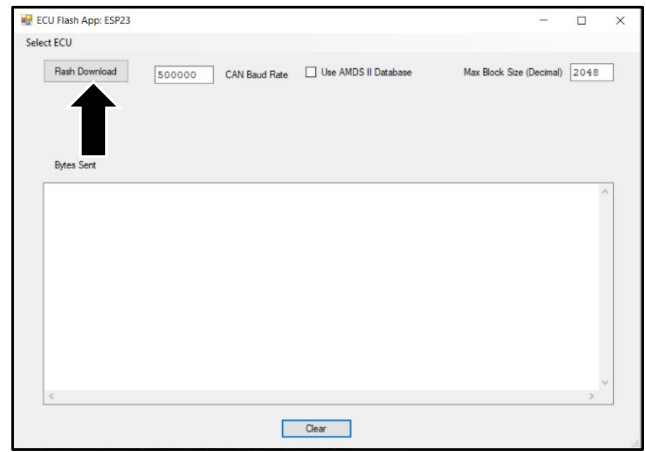 ECU Flash App: ESP23
Select ECU
Flash Download 500000 CAN Baud Rate Use AMDS II Database Max Block Size (Decimal) 2048
Bytes Sent
Clear